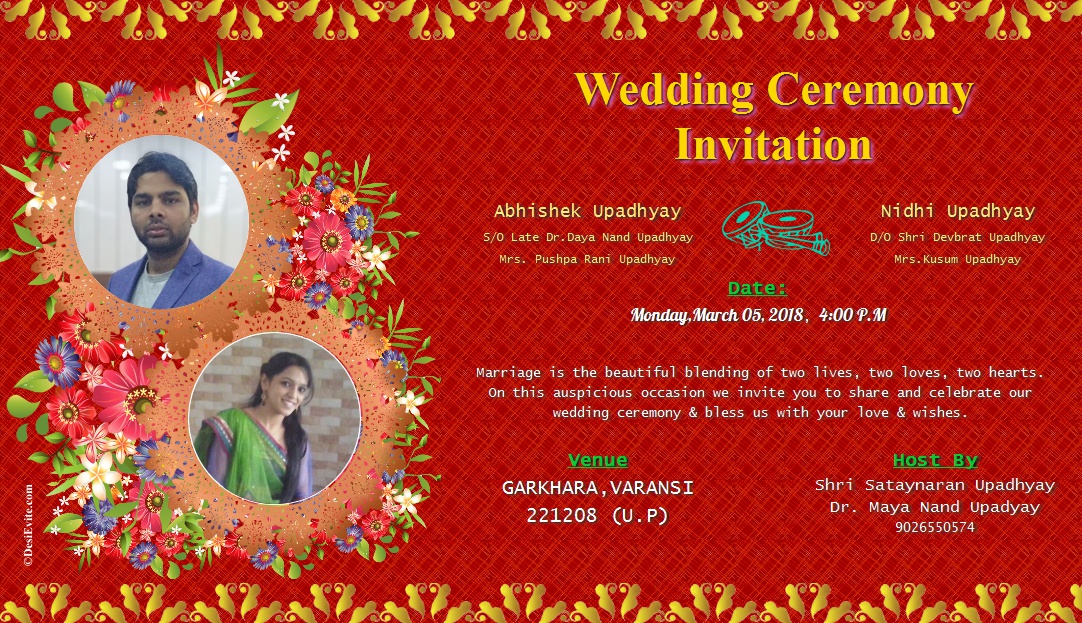 Wedding Ceremony
Invitation
Abhishek Upadhyay
S/O Late Dr.Daya Nand Upadhyay
Mrs. Pushpa Rani Upadhyay
Nidhi Upadhyay
D/O Shri Devbrat Upadhyay
Mrs.Kusum Upadhyay
Date:
Monday,March 05, 2018, 4:00 P.M
Marriage is the beautiful blending of two lives, two loves, two hearts.
On this auspicious occasion we invite you to share and celebrate our
wedding ceremony & bless us with your love & wishes.
Venue
GARKHARA,VARANSI
221208 (U.P)
Host By
Shri Sataynaran Upadhyay
Dr. Maya Nand Upadyay
9026550574
©DesiEvite.com